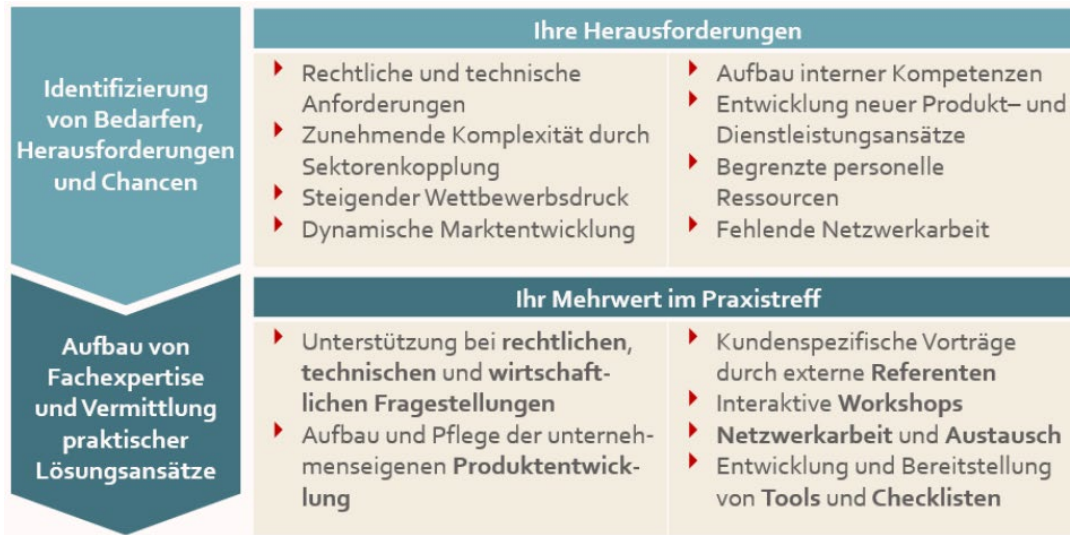 Identifizierung
von Bedarfen,
Herausforderungen
und Chancen
Ihre Herausforderungen
Rechtliche und technische
Anforderungen
Zunehmende Komplexität durch
Sektorenkopplung
Steigender Wettbewerbsdruck
Dynamische Marktentwicklung
Aufbau interner Kompetenzen
Entwicklung neuer Produkt– und
Dienstleistungsansätze
Begrenzte personelle
Ressourcen
Fehlende Netzwerkarbeit
Aufbau von
Fachexpertise
und Vermittlung
praktischer
Lösungsansätze
Ihr Mehrwert im Praxistreff
Unterstützung bei rechtlichen,
technischen und wirtschaft-
lichen Fragestellungen
Aufbau und Pflege der unterneh-
menseigenen Produktentwick-
lung
Kundenspezifische Vorträge
durch externe Referenten
Interaktive Workshops
Netzwerkarbeit und Austausch
Entwicklung und Bereitstellung
von Tools und Checklisten